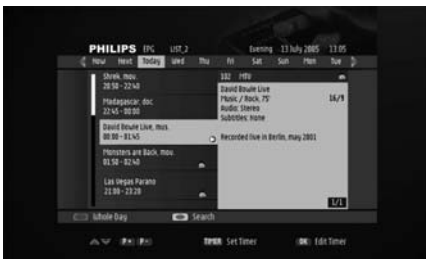 PHILIPS EPG LIST_2 Evening 13 July 2005 13:05
Now Next Today Wed Thu Fri Sat Sun Mon Tue
Shrek, mov.
20:50 - 22:40
Madagascar, doc
22:45 - 00:00
David Bowie Live, mus.
00:00 - 01:45
Monsters are Back, mov.
01:50 - 02:40
Las Vegas Parano
21:00 - 23:20
102 MTV
David Bowie Live
Music / Rock, 75' 16/9
Audio: Stereo
Subtitles: None
Recorded live in Berlin, may 2001
1/1
Whole Day Search
P+ P- TIMER Set Timer OK Edit Timer